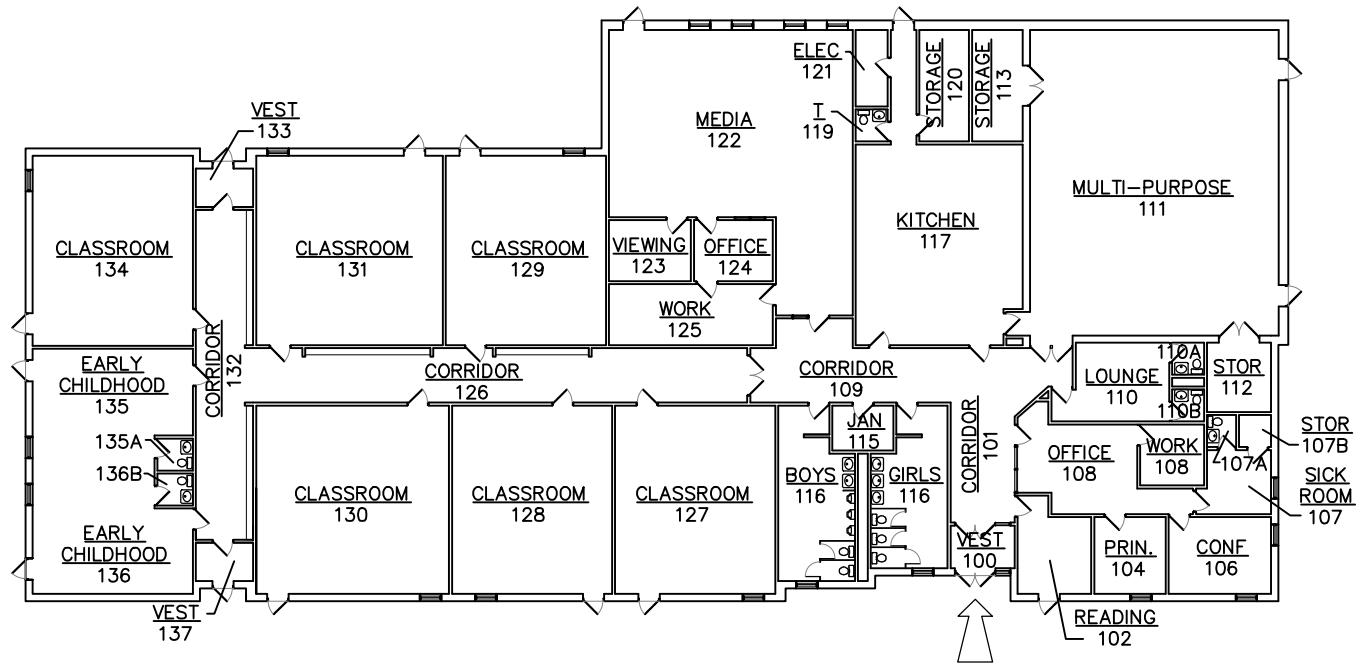 VEST
133
CLASSROOM
134
CLASSROOM
131
CLASSROOM
129
MEDIA
122
ELEC
121
T
119
STORAGE
120
STORAGE
113
MULTI-PURPOSE
111
KITCHEN
117
VIEWING
123
OFFICE
124
WORK
125
CORRIDOR
132
CORRIDOR
126
CORRIDOR
109
EARLY
CHILDHOOD
135
135A
136B
EARLY
CHILDHOOD
136
VEST
137
CLASSROOM
130
CLASSROOM
128
CLASSROOM
127
JAN
115
BOYS
116
GIRLS
116
CORRIDOR
101
VEST
100
LOUNGE
110
110A
110B
STOR
112
OFFICE
108
WORK
108
107A
STOR
107B
SICK
ROOM
107
PRIN.
104
CONF
106
READING
102